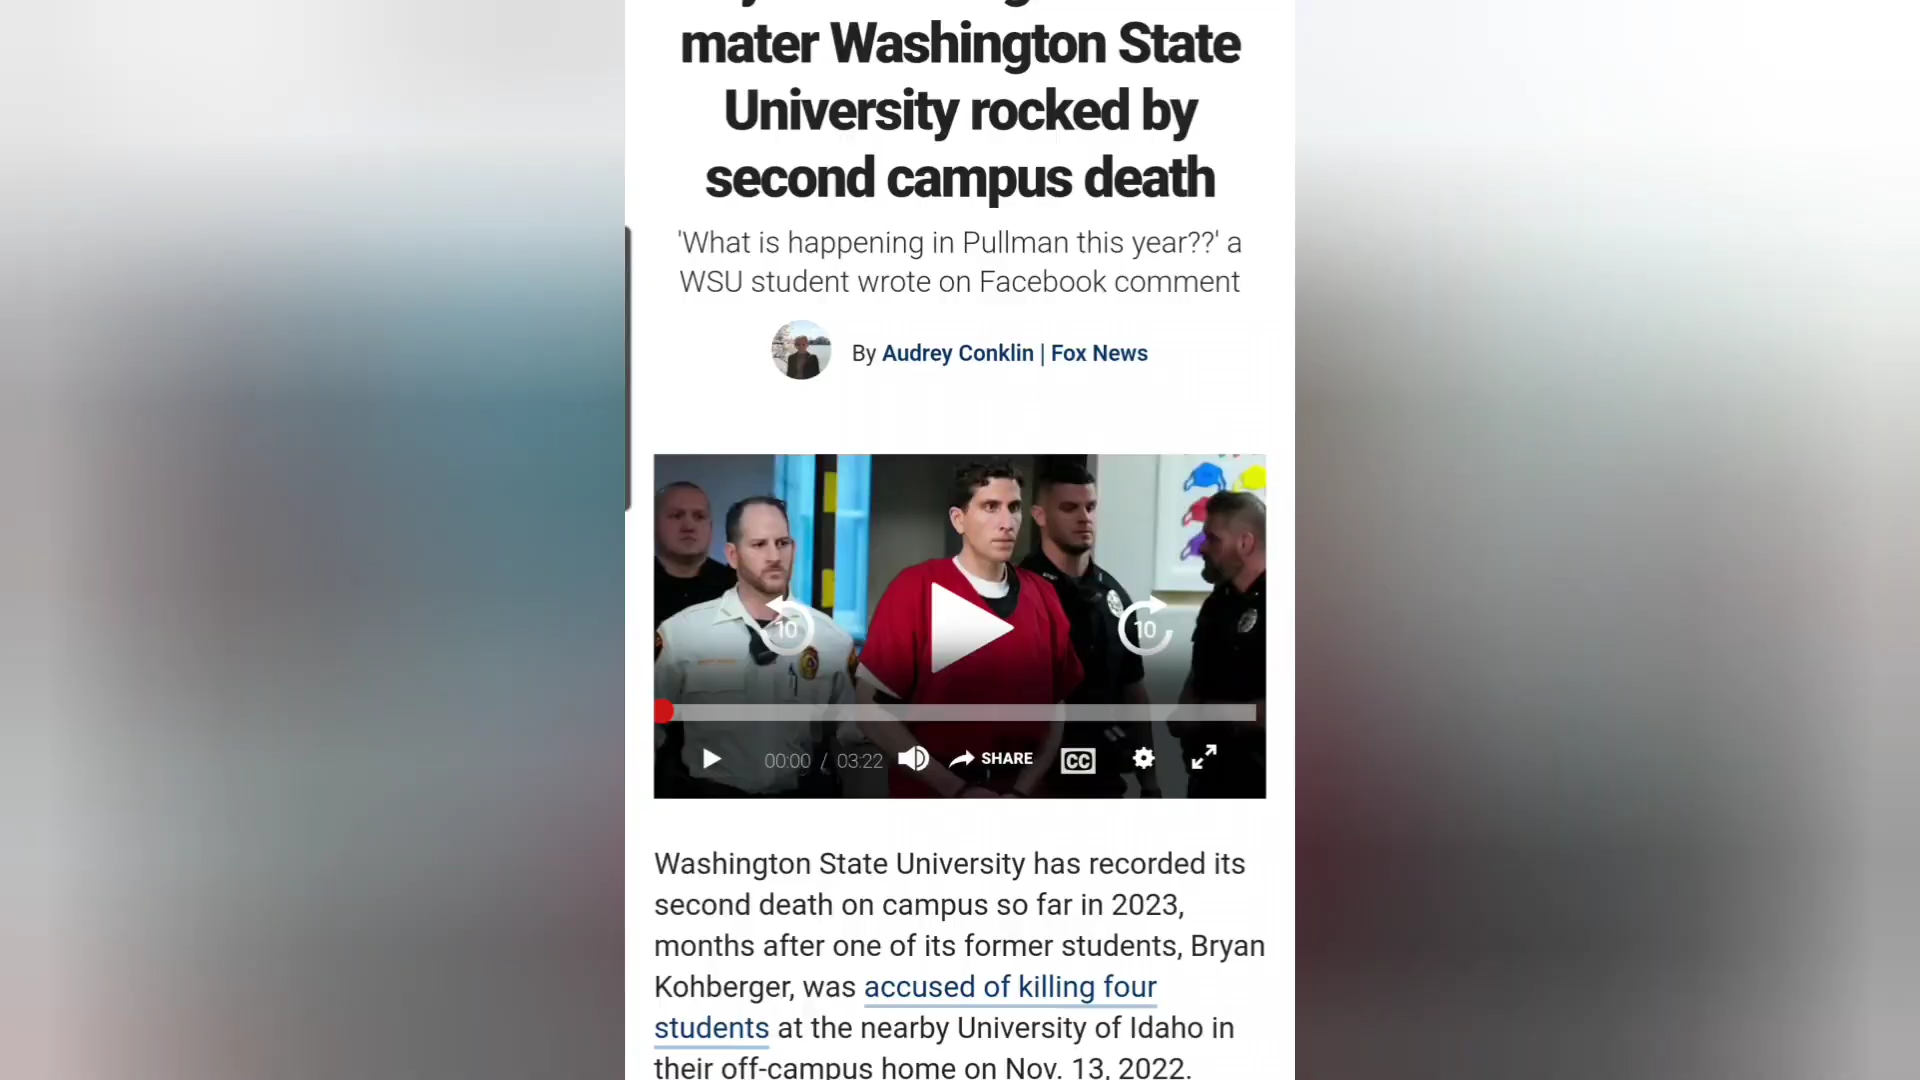 mater Washington State
University rocked by
second campus death
'What is happening in Pullman this year??' a
WSU student wrote on Facebook comment
By Audrey Conklin | Fox News
10
10
00:00 / 03:22
SHARE
CC
Washington State University has recorded its
second death on campus so far in 2023,
months after one of its former students, Bryan
Kohberger, was accused of killing four
students at the nearby University of Idaho in
their off-campus home on Nov. 13, 2022.